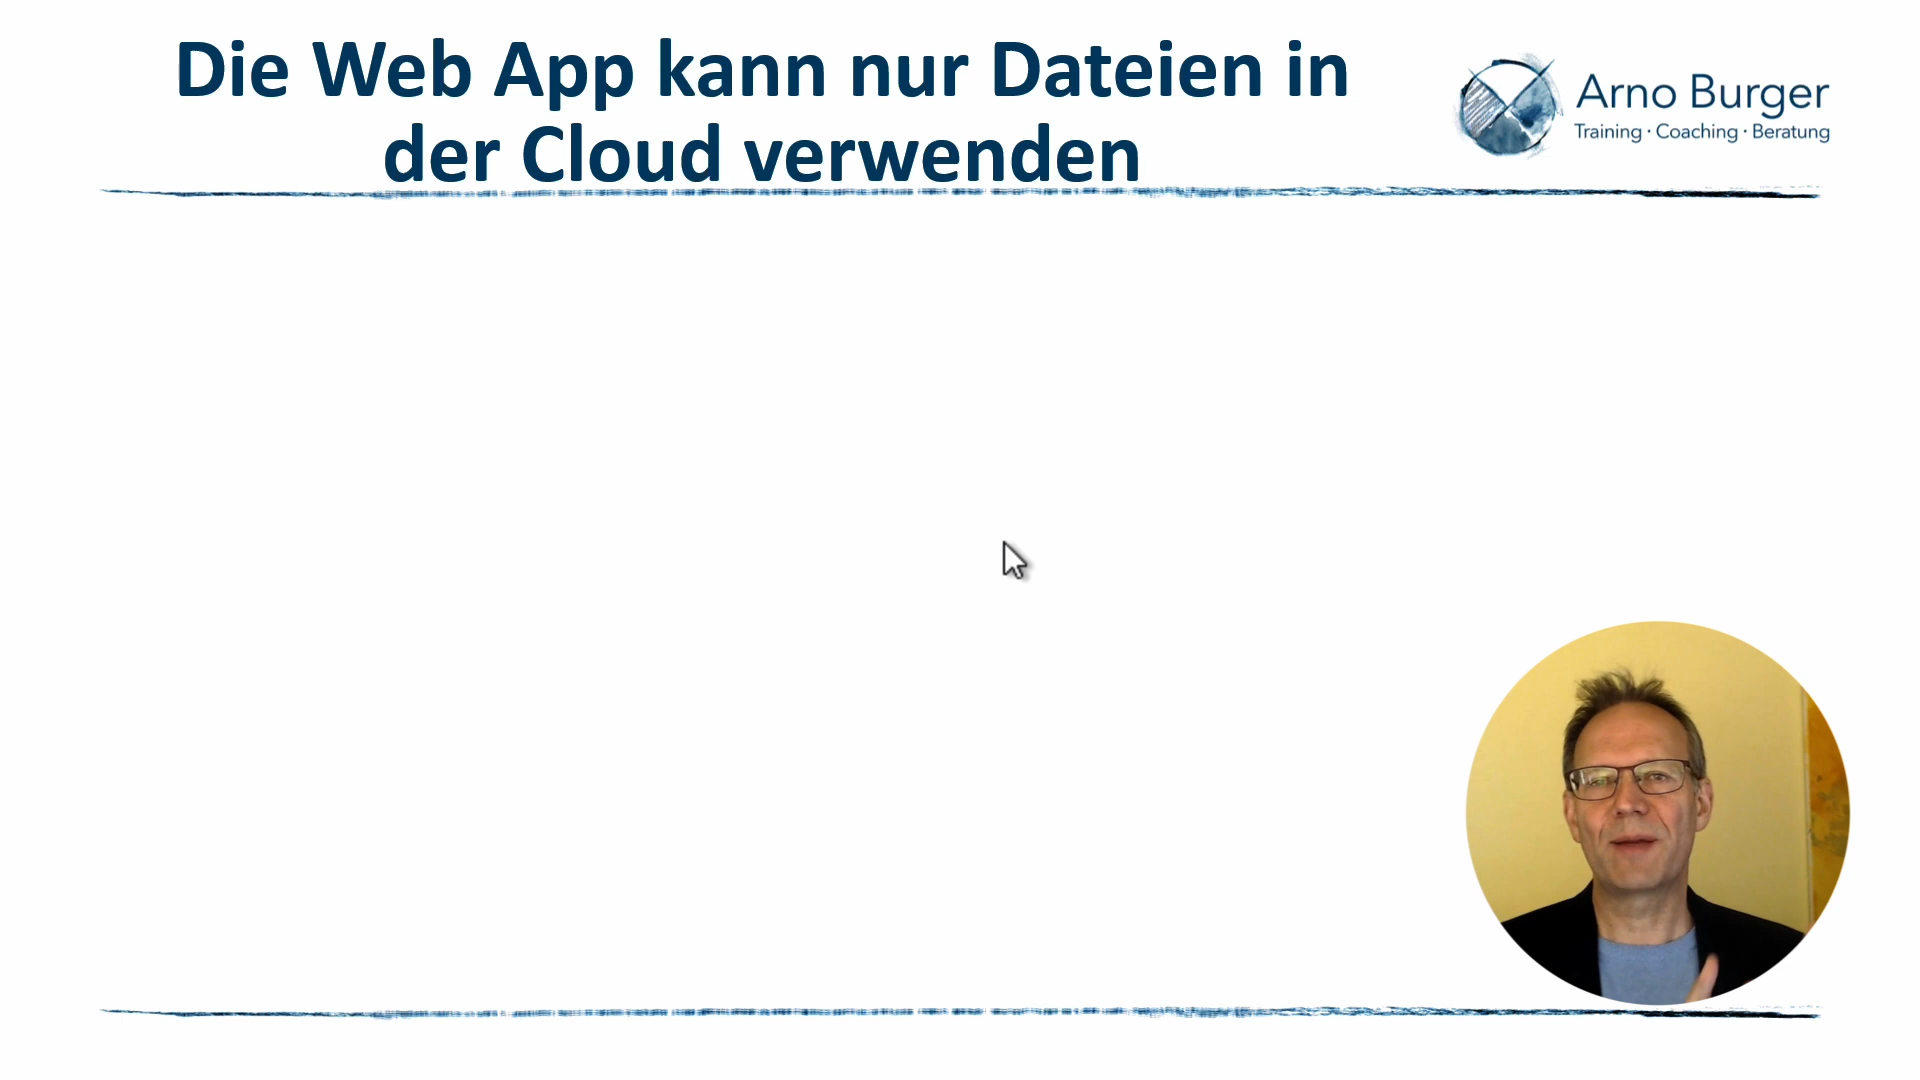 Die Web App kann nur Dateien in
der Cloud verwenden
Arno Burger
Training · Coaching · Beratung